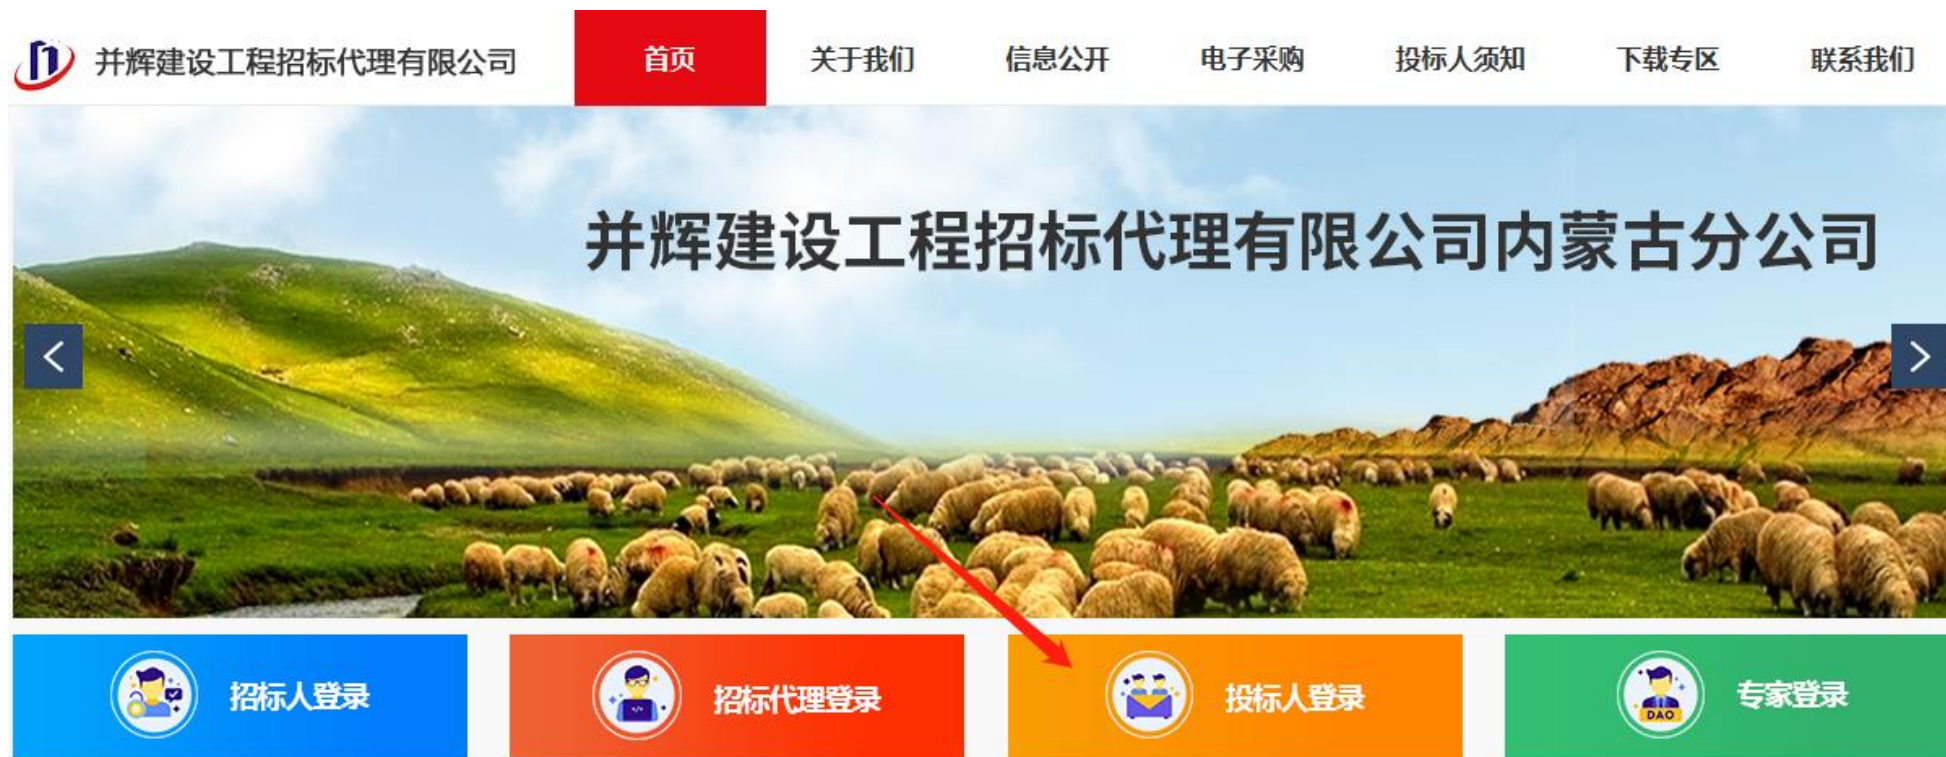 并辉建设工程招标代理有限公司 首页 关于我们 信息公开 电子采购 投标人须知 下载专区 联系我们
并辉建设工程招标代理有限公司内蒙古分公司
招标人登录 招标代理登录 投标人登录 专家登录
DAO